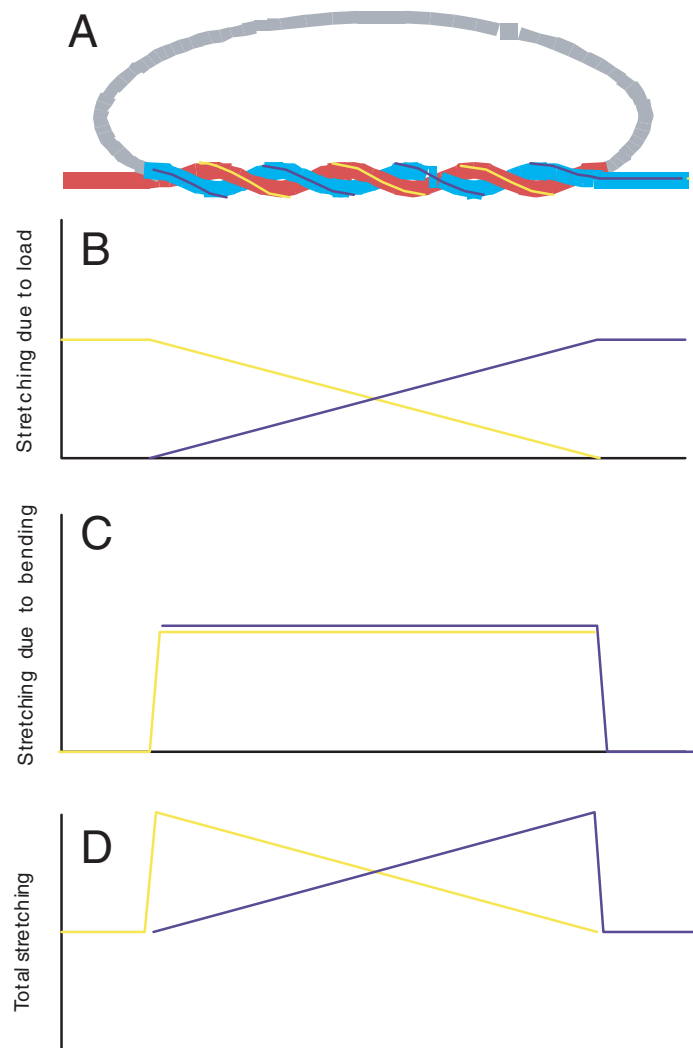 A
B
Stretching due to load
C
Stretching due to bending
D
Total stretching